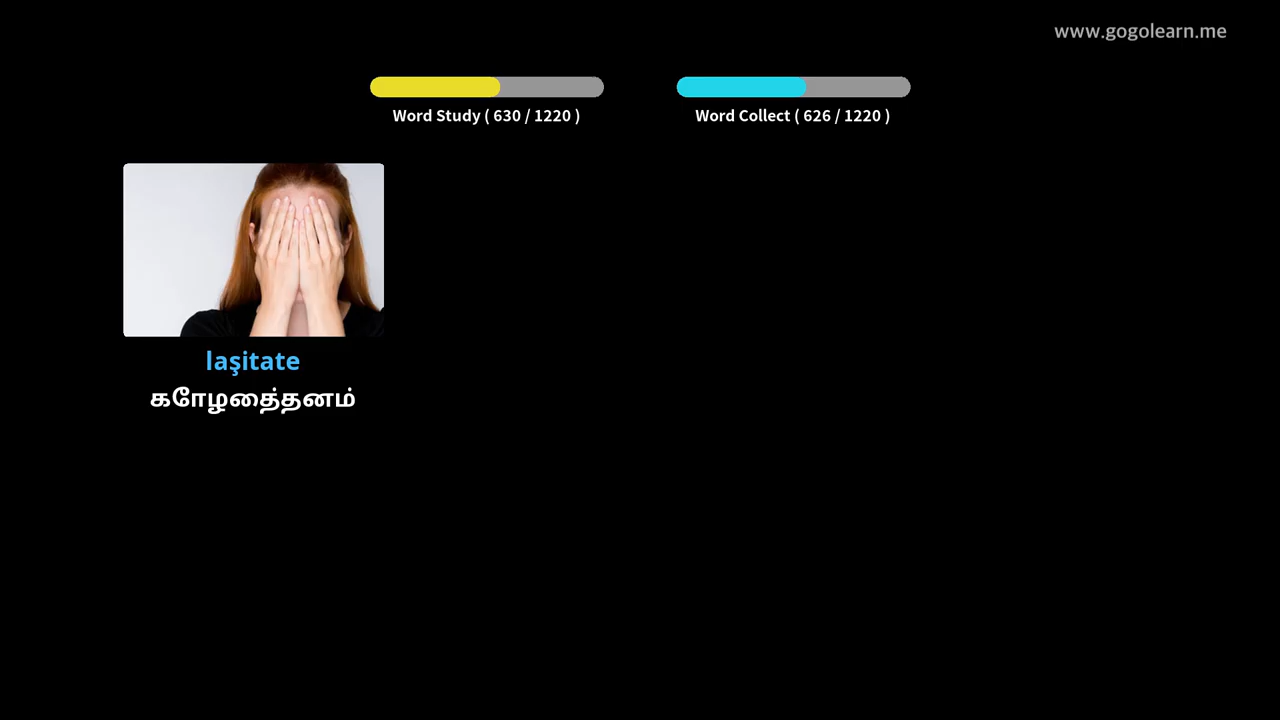 www.gogolearn.me
Word Study ( 630 / 1220 )
Word Collect ( 626 / 1220 )
laşitate
கோழைத்தனம்